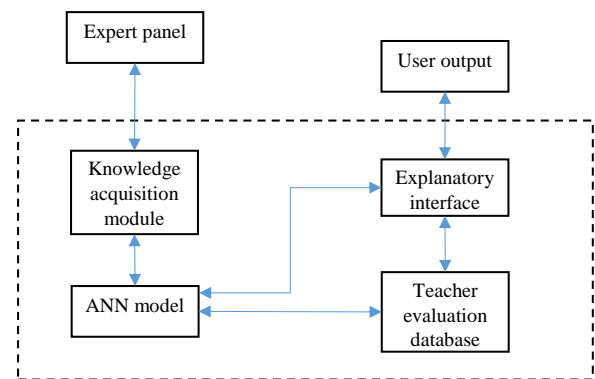 Expert panel
User output
Knowledge
acquisition
module
Explanatory
interface
ANN model
Teacher
evaluation
database